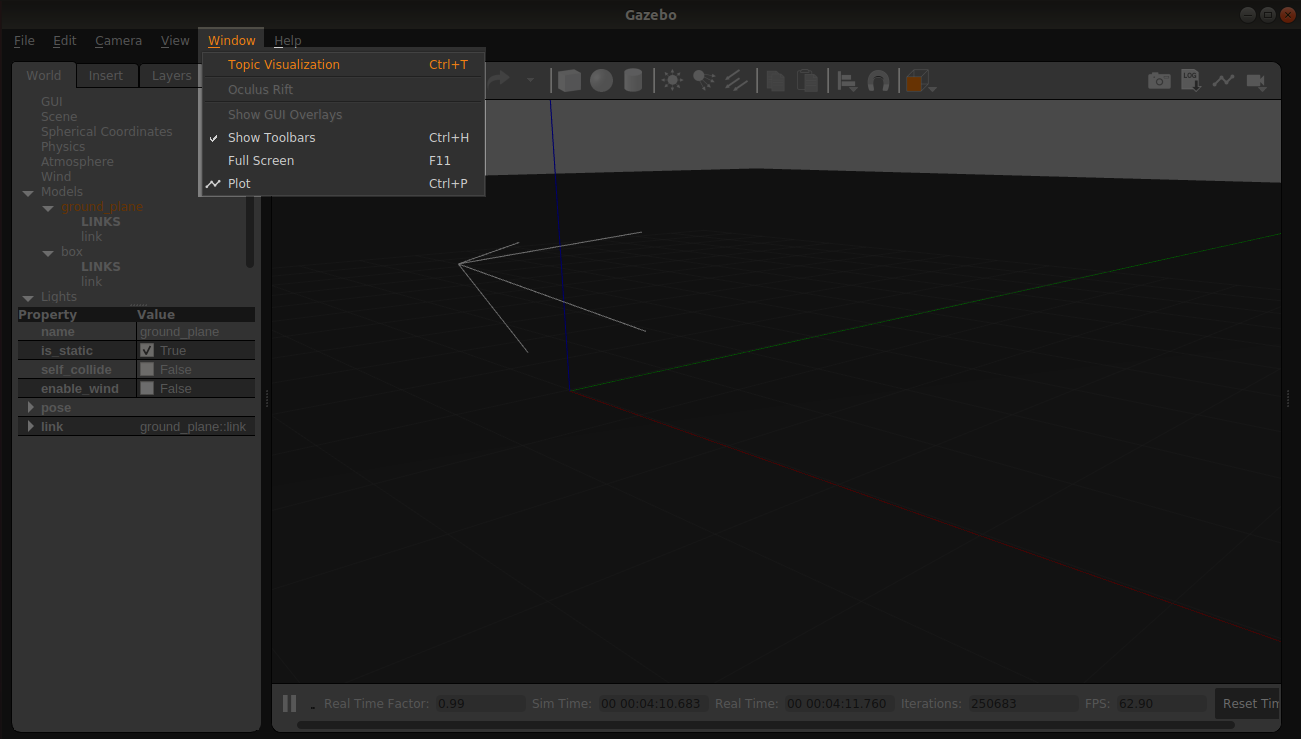 Gazebo
File Edit Camera View Window Help
World Insert Layers
Topic Visualization Ctrl+T
Oculus Rift
Show GUI Overlays
Show Toolbars Ctrl+H
Full Screen F11
Plot Ctrl+P
LOG
GUI
Scene
Spherical Coordinates
Physics
Atmosphere
Wind
Models
ground_plane
LINKS
link
box
LINKS
link
Lights
Property Value
name ground_plane
is_static True
self_collide False
enable_wind False
pose
link ground_plane::link
Real Time Factor: 0.99 Sim Time: 00 00:04:10.683 Real Time: 00 00:04:11.760 Iterations: 250683 FPS: 62.90 Reset Tim